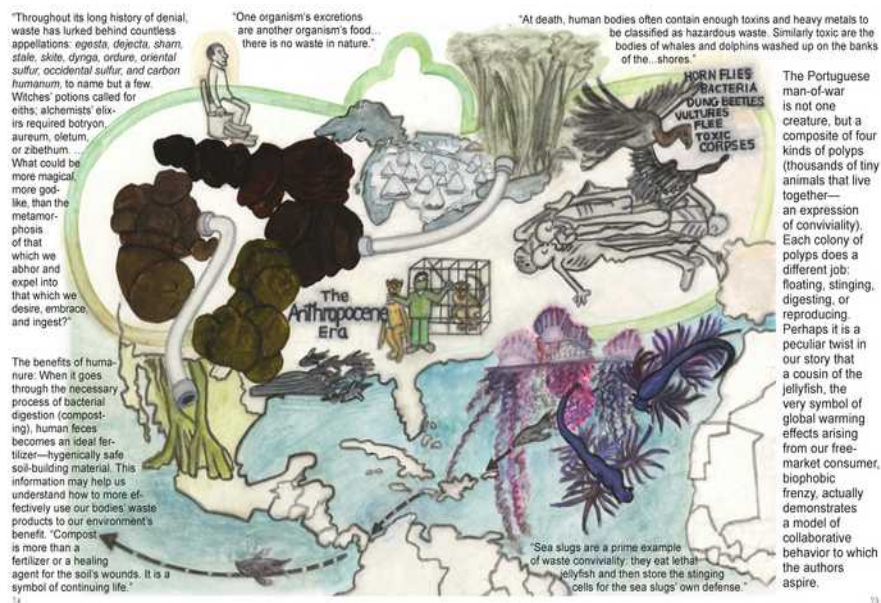 "Throughout its long history of denial,
waste has lurked behind countless
appellations: egesta, dejecta, sham,
stale, skite, dynga, ordure, oriental
sulfur, occidental sulfur, and carbon
humanum, to name but a few.
Witches' potions called for
eiths; alchemists' elix-
irs required botryon,
aureum, oletum,
or zibethum. ...
What could be
more magical,
more god-
like, than the
metamor-
phosis
of that
which we
abhor and
expel into
that which we
desire, embrace,
and ingest?"
The benefits of huma-
nure: When it goes
through the necessary
process of bacterial
digestion (compost-
ing), human feces
becomes an ideal fer-
tilizer—hygenically safe
soil-building material. This
information may help us
understand how to more ef-
fectively use our bodies' waste
products to our environment's
benefit. "Compost
is more than a
fertilizer or a healing
agent for the soil's wounds. It is a
symbol of continuing life."
"One organism's excretions
are another organism's food...
there is no waste in nature."
The
Anthropocene
Era
"At death, human bodies often contain enough toxins and heavy metals to
be classified as hazardous waste. Similarly toxic are the
bodies of whales and dolphins washed up on the banks
of the...shores."
HORN FLIES
BACTERIA
DUNG BEETLES
VULTURES
FLEE
TOXIC
CORPSES
"Sea slugs are a prime example
of waste conviviality: they eat lethal
jellyfish and then store the stinging
cells for the sea slugs' own defense."
The Portuguese
man-of-war
is not one
creature, but a
composite of four
kinds of polyps
(thousands of tiny
animals that live
together—
an expression
of conviviality).
Each colony of
polyps does a
different job:
floating, stinging,
digesting, or
reproducing.
Perhaps it is a
peculiar twist in
our story that
a cousin of the
jellyfish, the
very symbol of
global warming
effects arising
from our free-
market consumer,
biophobic
frenzy, actually
demonstrates
a model of
collaborative
behavior to which
the authors
aspire.